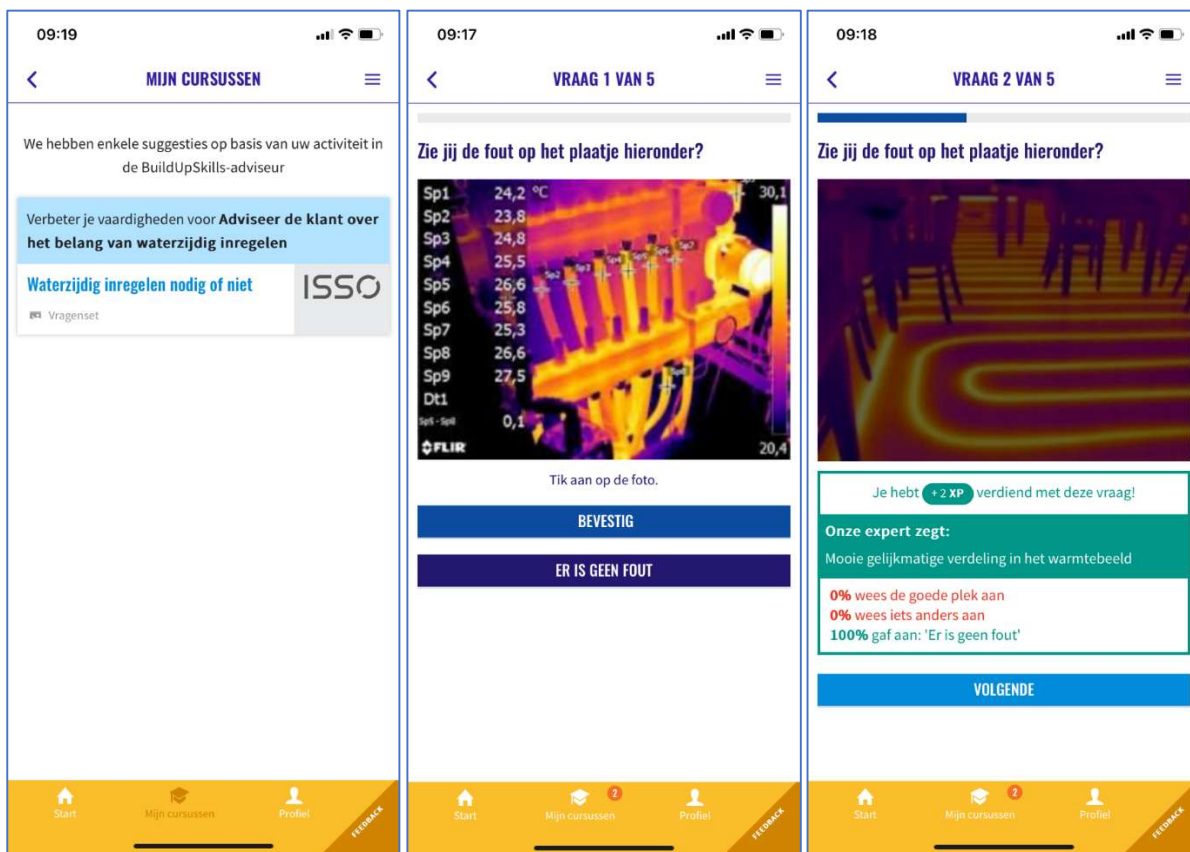 09:19
MIJN CURSUSSEN
We hebben enkele suggesties op basis van uw activiteit in
de BuildUpSkills-adviseur
Verbeter je vaardigheden voor Adviseer de klant over
het belang van waterzijdig inregelen
Waterzijdig inregelen nodig of niet
ISSO
Vragenset
Start
Mijn cursussen
Profiel
FEEDBACK
09:17
VRAAG 1 VAN 5
Zie jij de fout op het plaatje hieronder?
Sp1 24,2 °C
Sp2 23,8
Sp3 24,8
Sp4 25,5
Sp5 26,6
Sp6 25,8
Sp7 25,3
Sp8 26,6
Sp9 27,5
Dt1
Sp5 - Sp8 0,1
FLIR
30,1
20,4
Sp2
Sp3
Sp4
Sp5
Sp6
Sp7
Tik aan op de foto.
BEVESTIG
ER IS GEEN FOUT
Start
Mijn cursussen
2
Profiel
FEEDBACK
09:18
VRAAG 2 VAN 5
Zie jij de fout op het plaatje hieronder?
Je hebt +2 XP verdiend met deze vraag!
Onze expert zegt:
Mooie gelijkmatige verdeling in het warmtebeeld
0% wees de goede plek aan
0% wees iets anders aan
100% gaf aan: 'Er is geen fout'
VOLGENDE
Start
Mijn cursussen
2
Profiel
FEEDBACK